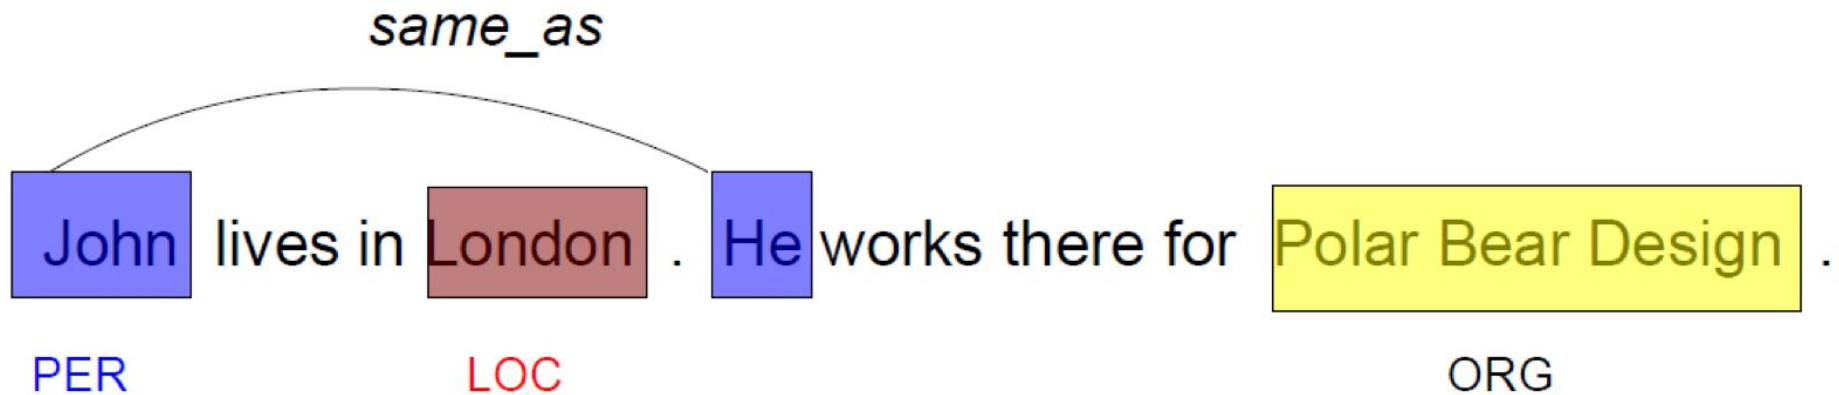 same_as
John lives in London . He works there for Polar Bear Design .
PER LOC ORG